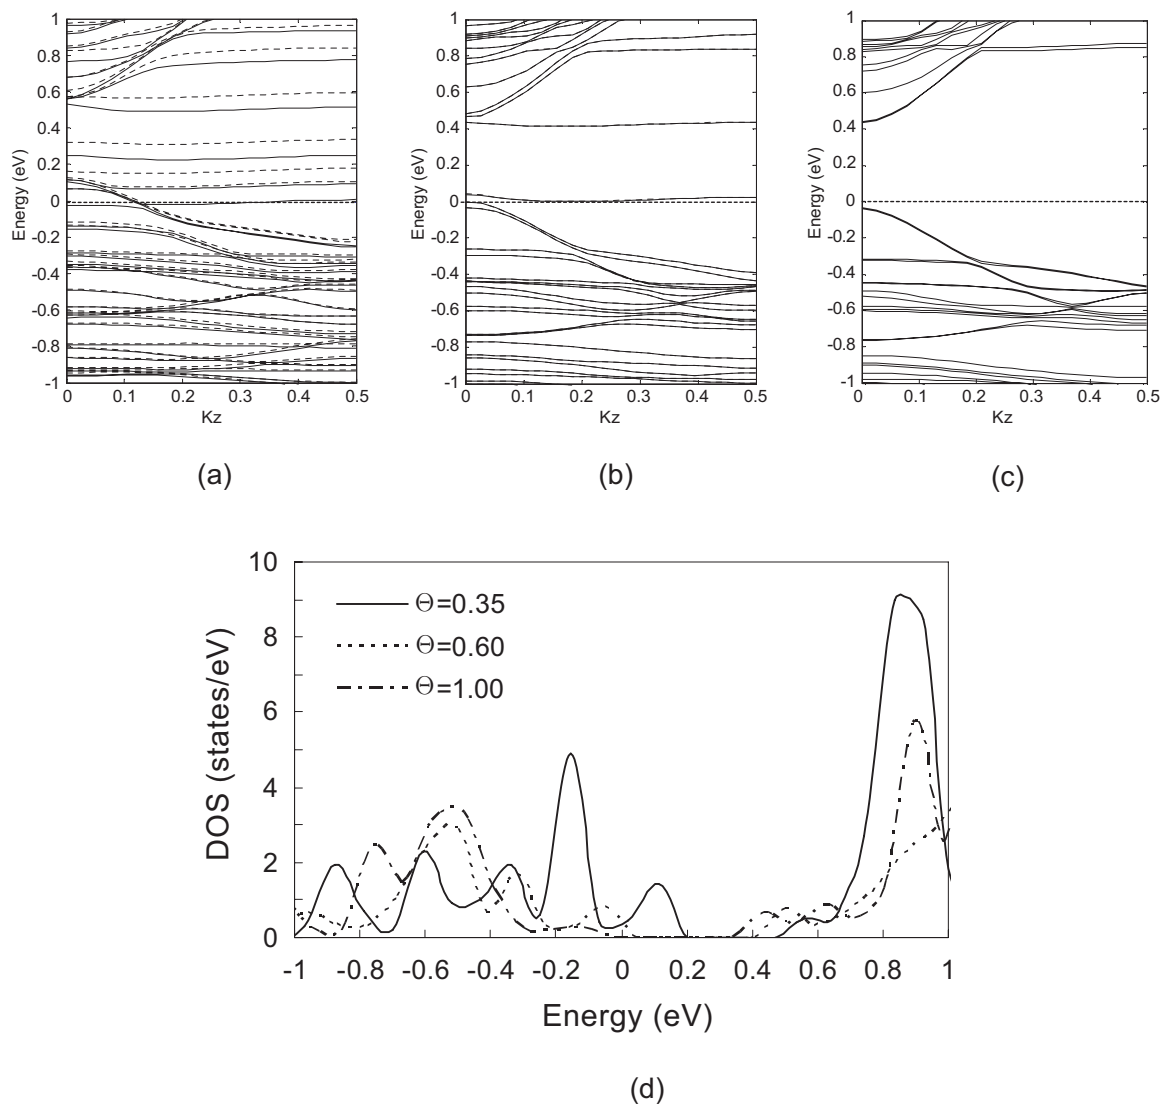 1
0.8
0.6
0.4
0.2
0
-0.2
-0.4
-0.6
-0.8
-1
Energy (eV)
0 0.1 0.2 0.3 0.4 0.5
Kz
(a)
1
0.8
0.6
0.4
0.2
0
-0.2
-0.4
-0.6
-0.8
-1
Energy (eV)
0 0.1 0.2 0.3 0.4 0.5
Kz
(b)
1
0.8
0.6
0.4
0.2
0
-0.2
-0.4
-0.6
-0.8
-1
Energy (eV)
0 0.1 0.2 0.3 0.4 0.5
Kz
(c)
10
8
6
4
2
0
DOS (states/eV)
Θ=0.35
Θ=0.60
Θ=1.00
-1 -0.8 -0.6 -0.4 -0.2 0 0.2 0.4 0.6 0.8 1
Energy (eV)
(d)